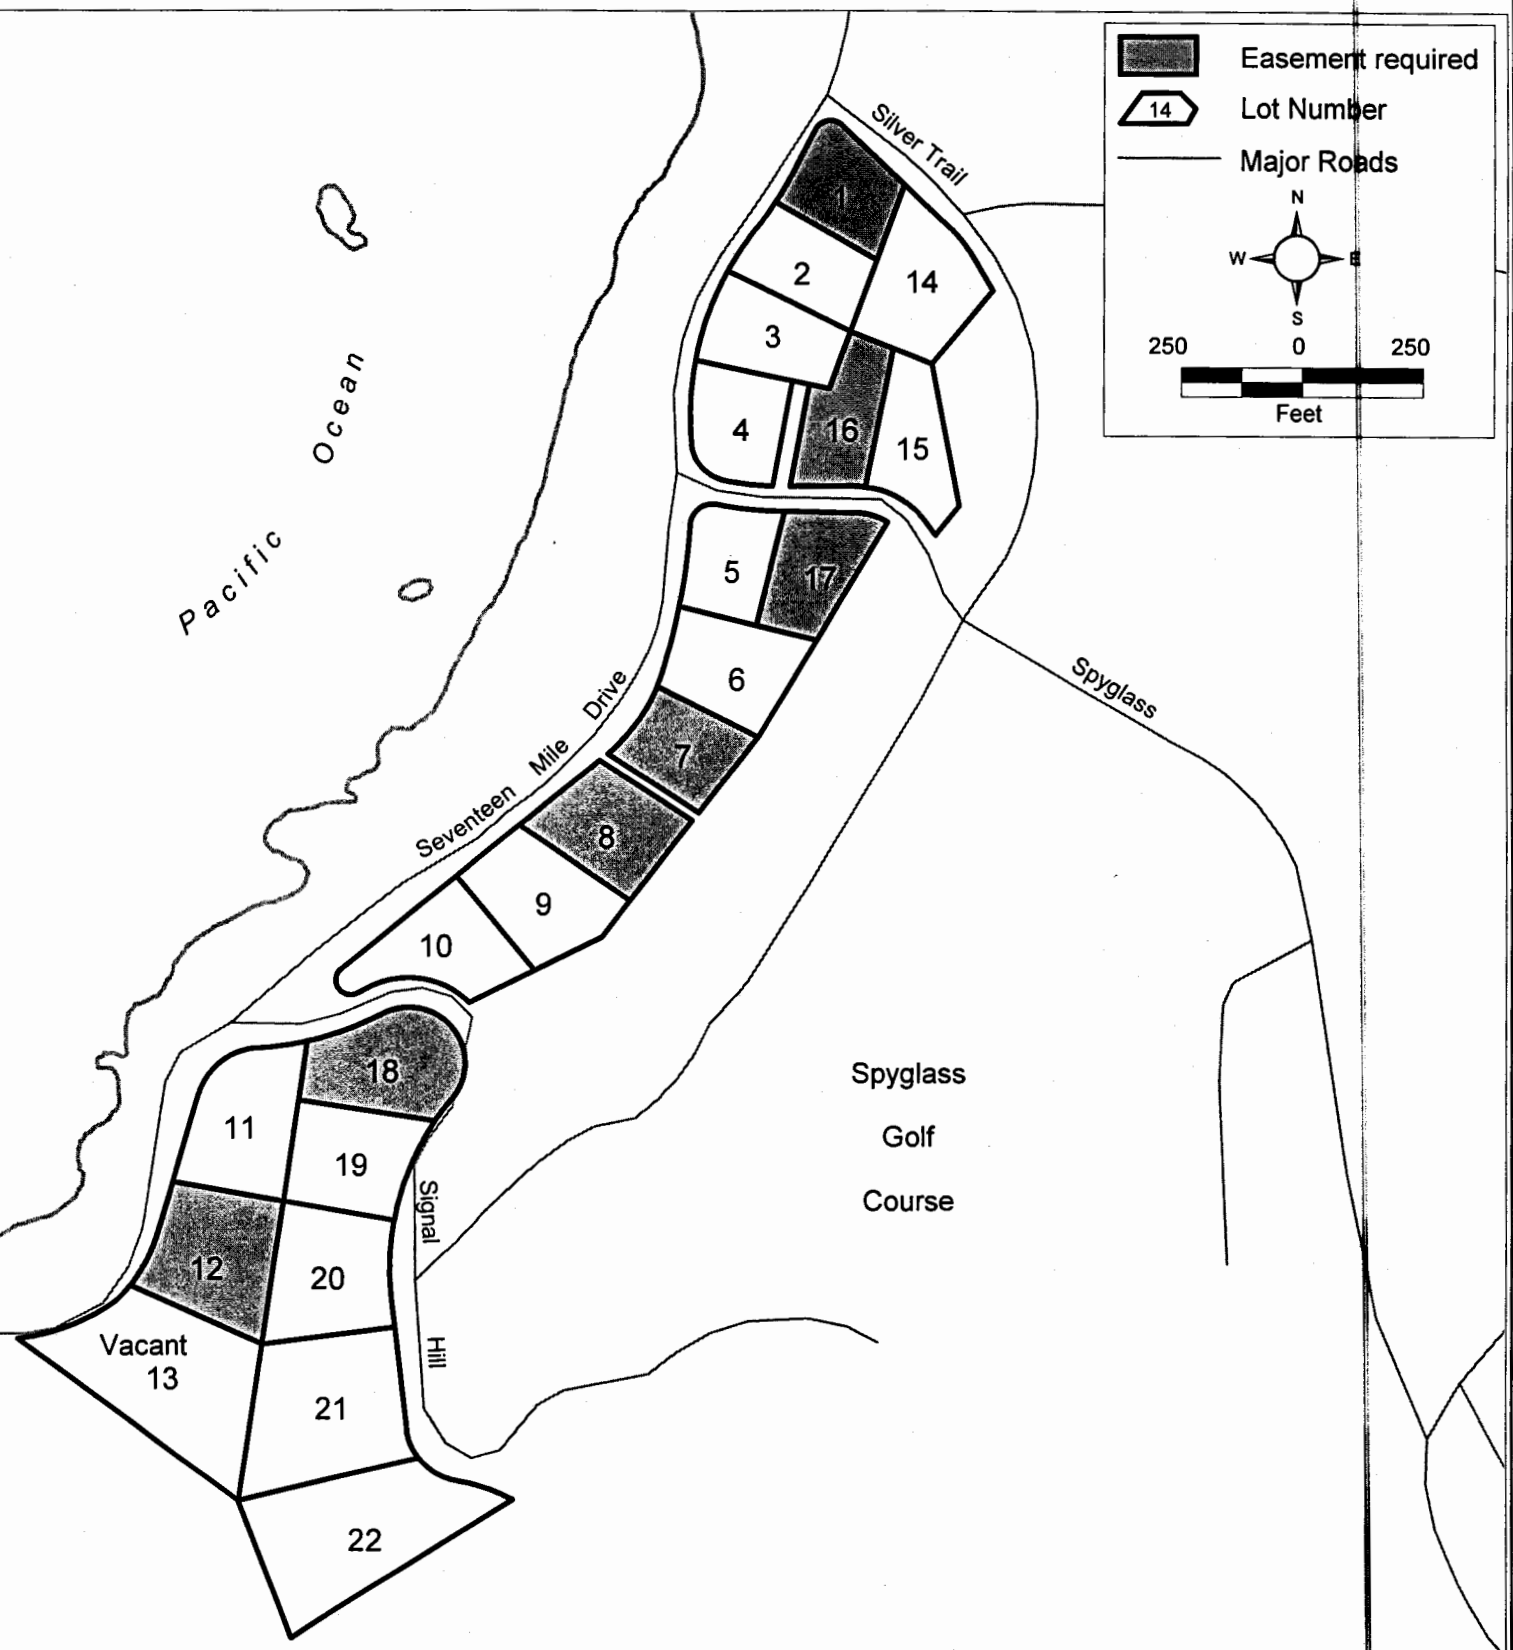 Easement required
14
Lot Number
Major Roads
N
W
E
S
250
0
250
Feet
Silver Trail
1
2
14
3
4
16
15
Pacific Ocean
5
17
6
Spyglass
7
Seventeen Mile Drive
8
9
10
18
11
19
Spyglass
Golf
Course
Signal Hill
12
20
Vacant
13
21
22